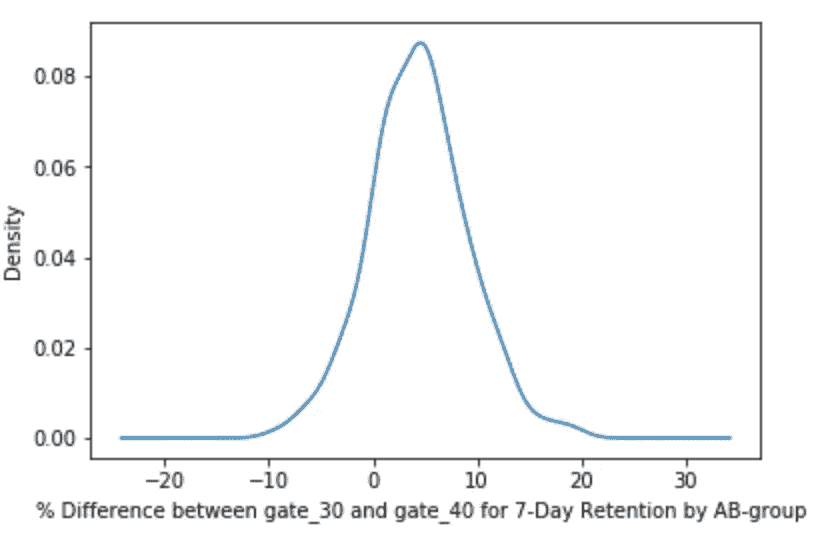 0.08
0.06
0.04
0.02
0.00
Density
−20 −10 0 10 20 30
% Difference between gate_30 and gate_40 for 7-Day Retention by AB-group